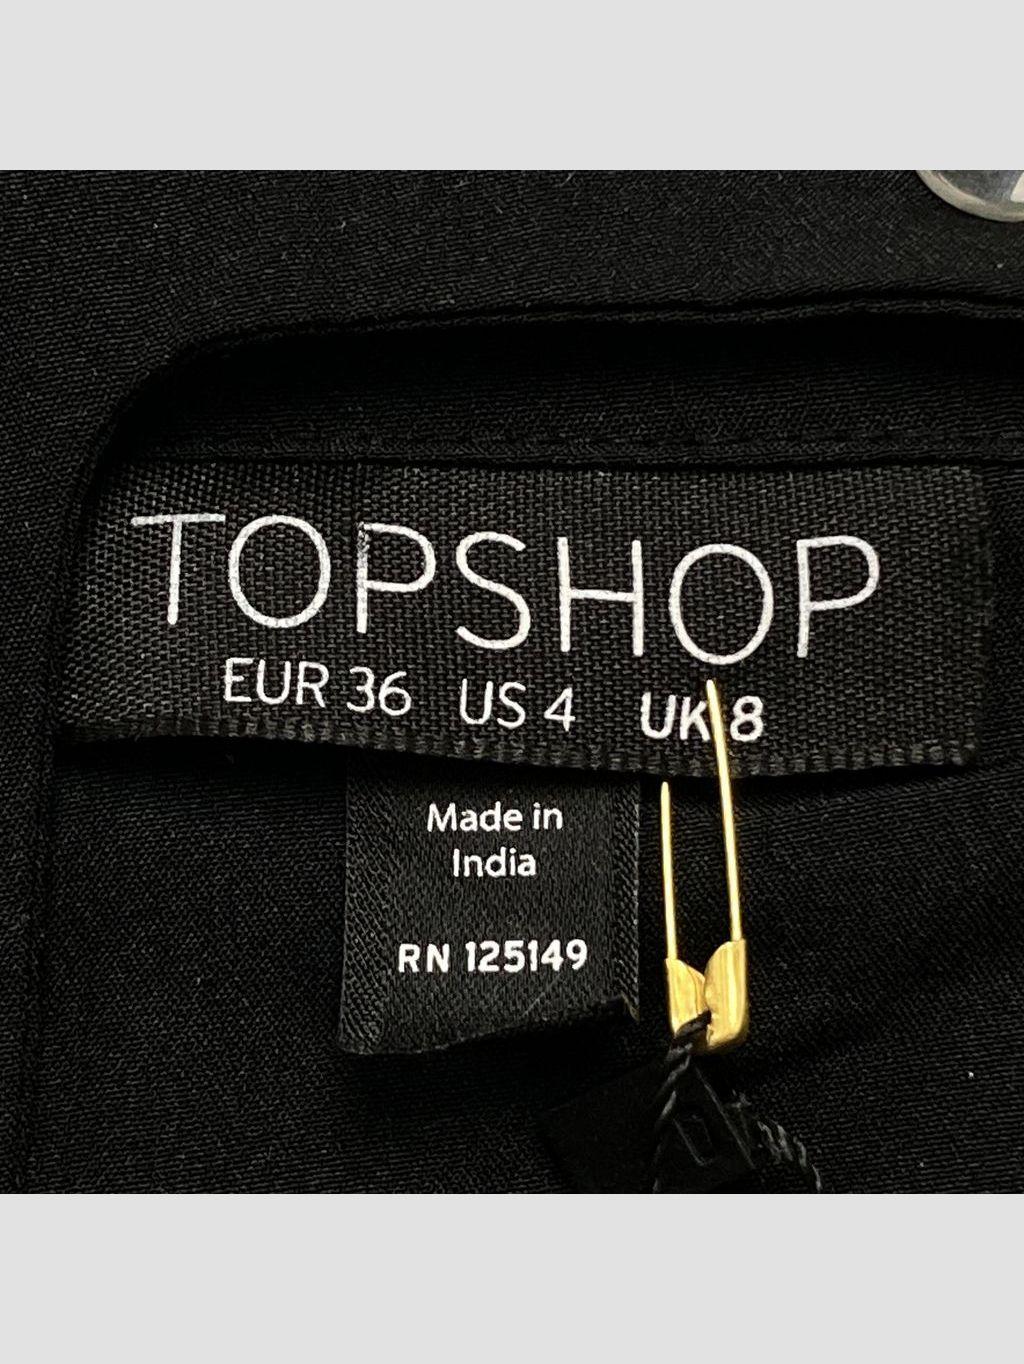 TOPSHOP
EUR 36 US 4 UK 8
Made in
India
RN 125149